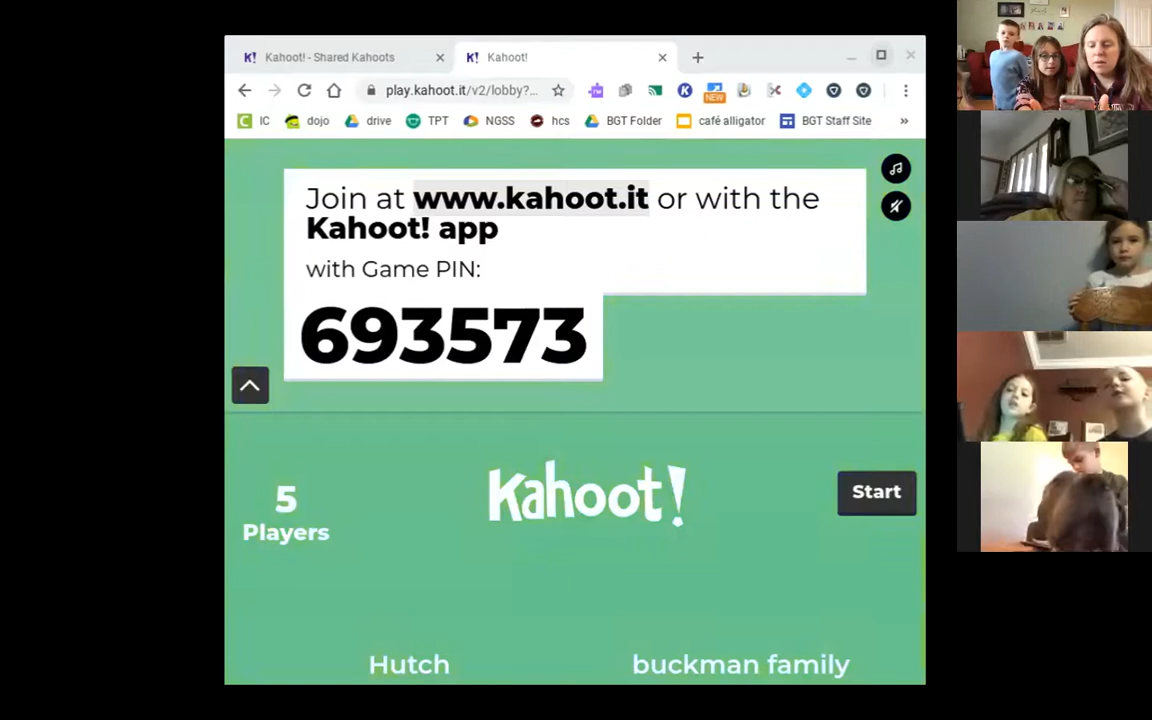 K! Kahoot! - Shared Kahoots
K! Kahoot!
play.kahoot.it/v2/lobby?...
NEW
IC dojo drive TPT NGSS hcs BGT Folder café alligator BGT Staff Site »
Join at www.kahoot.it or with the
Kahoot! app
with Game PIN:
693573
5
Players
Kahoot!
Start
Hutch buckman family